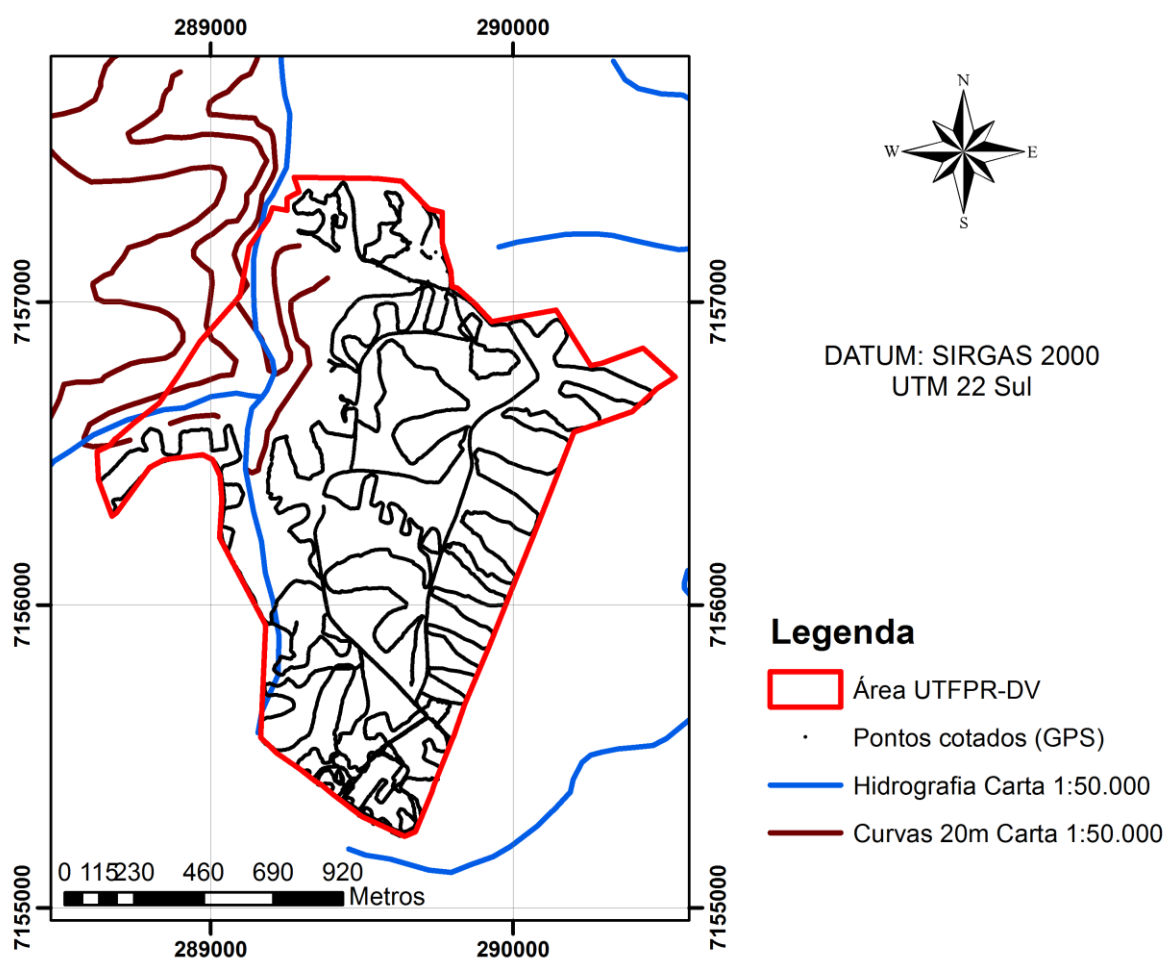 289000
290000
N
W
E
S
7157000
7157000
DATUM: SIRGAS 2000
UTM 22 Sul
7156000
7156000
Legenda
Área UTFPR-DV
Pontos cotados (GPS)
Hidrografia Carta 1:50.000
Curvas 20m Carta 1:50.000
0 115 230 460 690 920
Metros
7155000
7155000
289000
290000